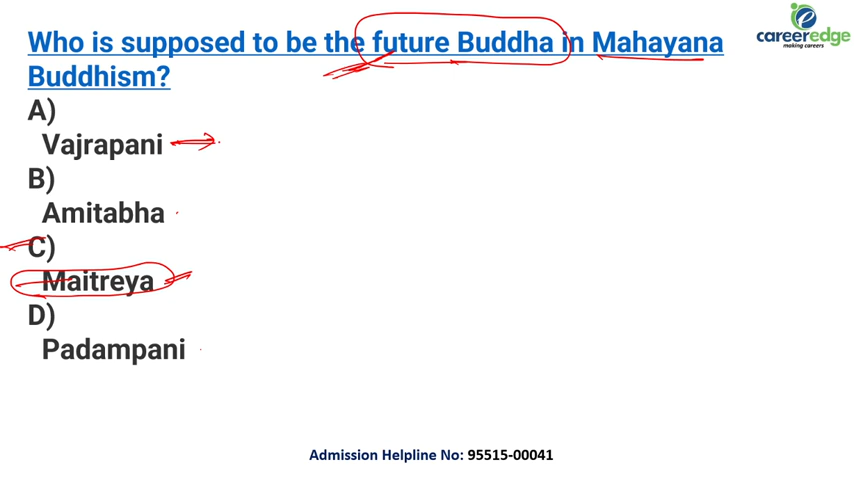 Who is supposed to be the future Buddha in Mahayana
Buddhism?
A)
Vajrapani
B)
Amitabha
C)
Maitreya
D)
Padampani
careeredge
making careers
Admission Helpline No: 95515-00041